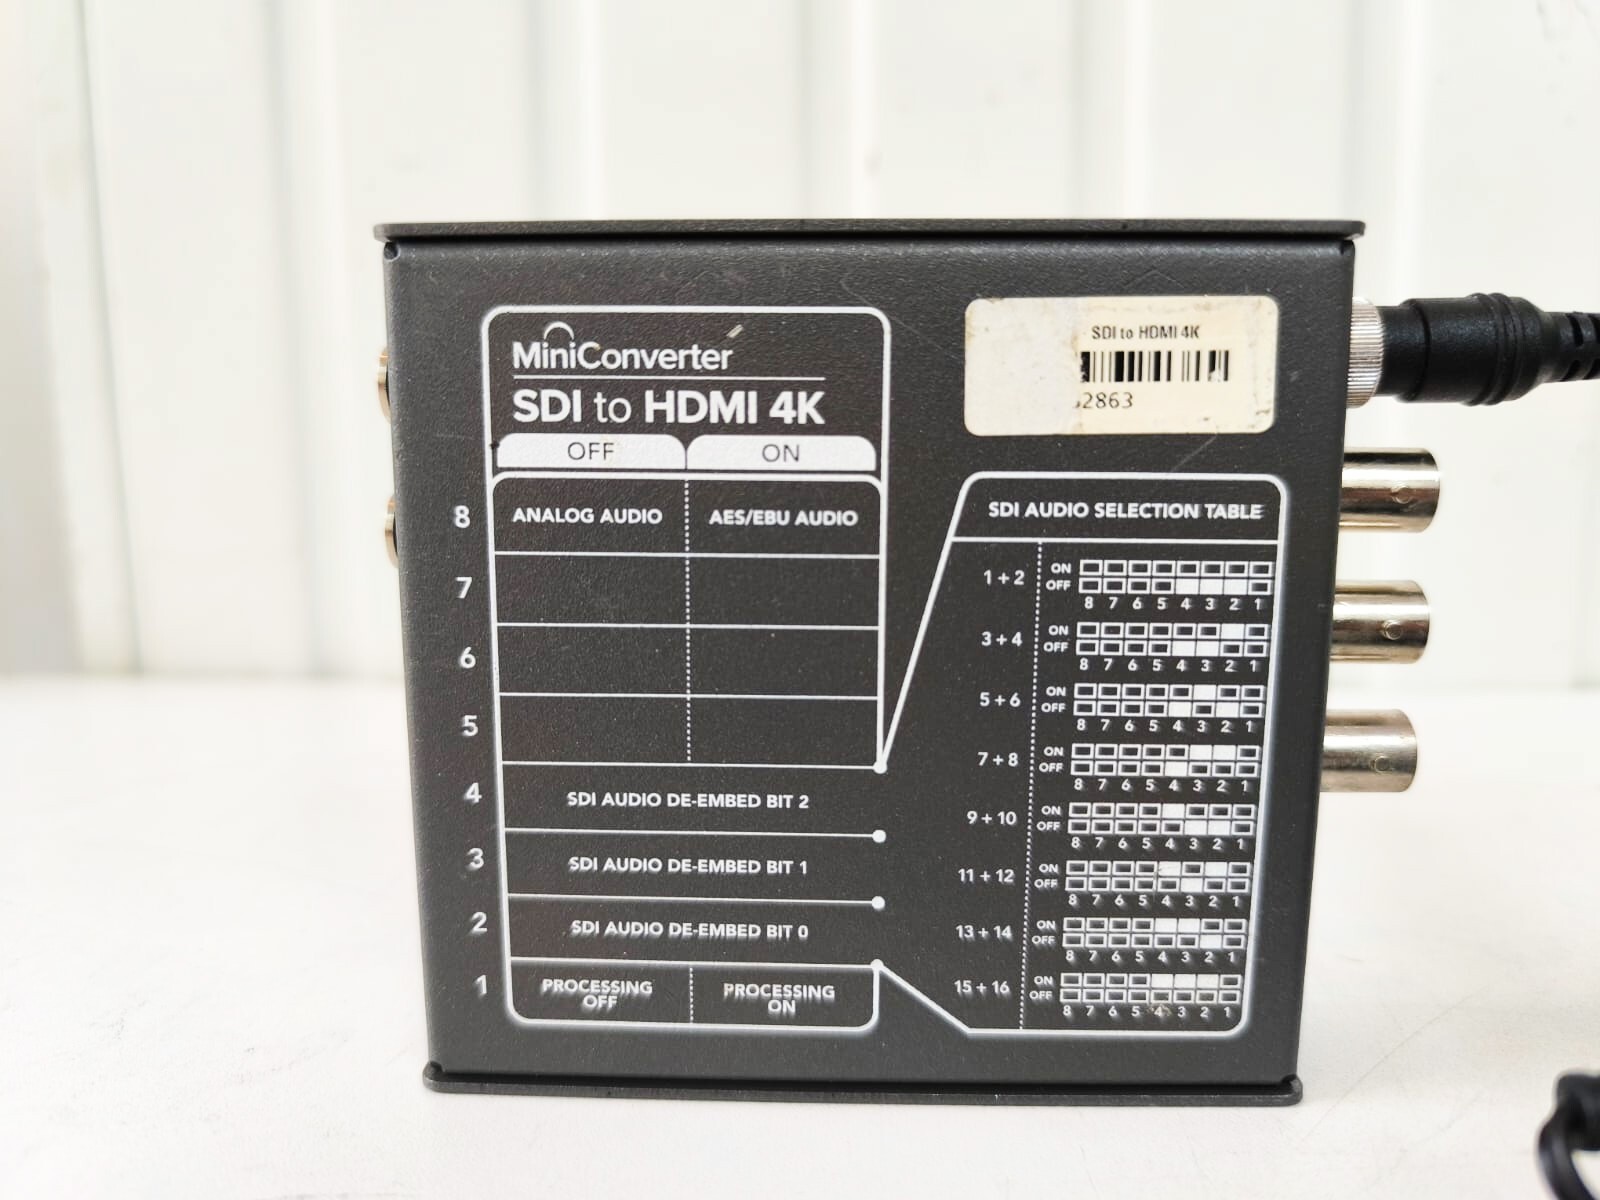 MiniConverter
SDI to HDMI 4K
OFF ON
8 ANALOG AUDIO AES/EBU AUDIO
7
6
5
4 SDI AUDIO DE-EMBED BIT 2
3 SDI AUDIO DE-EMBED BIT 1
2 SDI AUDIO DE-EMBED BIT 0
1 PROCESSING OFF PROCESSING ON
SDI to HDMI 4K
2863
SDI AUDIO SELECTION TABLE
1 + 2 ON
OFF
8 7 6 5 4 3 2 1
3 + 4 ON
OFF
8 7 6 5 4 3 2 1
5 + 6 ON
OFF
8 7 6 5 4 3 2 1
7 + 8 ON
OFF
8 7 6 5 4 3 2 1
9 + 10 ON
OFF
8 7 6 5 4 3 2 1
11 + 12 ON
OFF
8 7 6 5 4 3 2 1
13 + 14 ON
OFF
8 7 6 5 4 3 2 1
15 + 16 ON
OFF
8 7 6 5 4 3 2 1